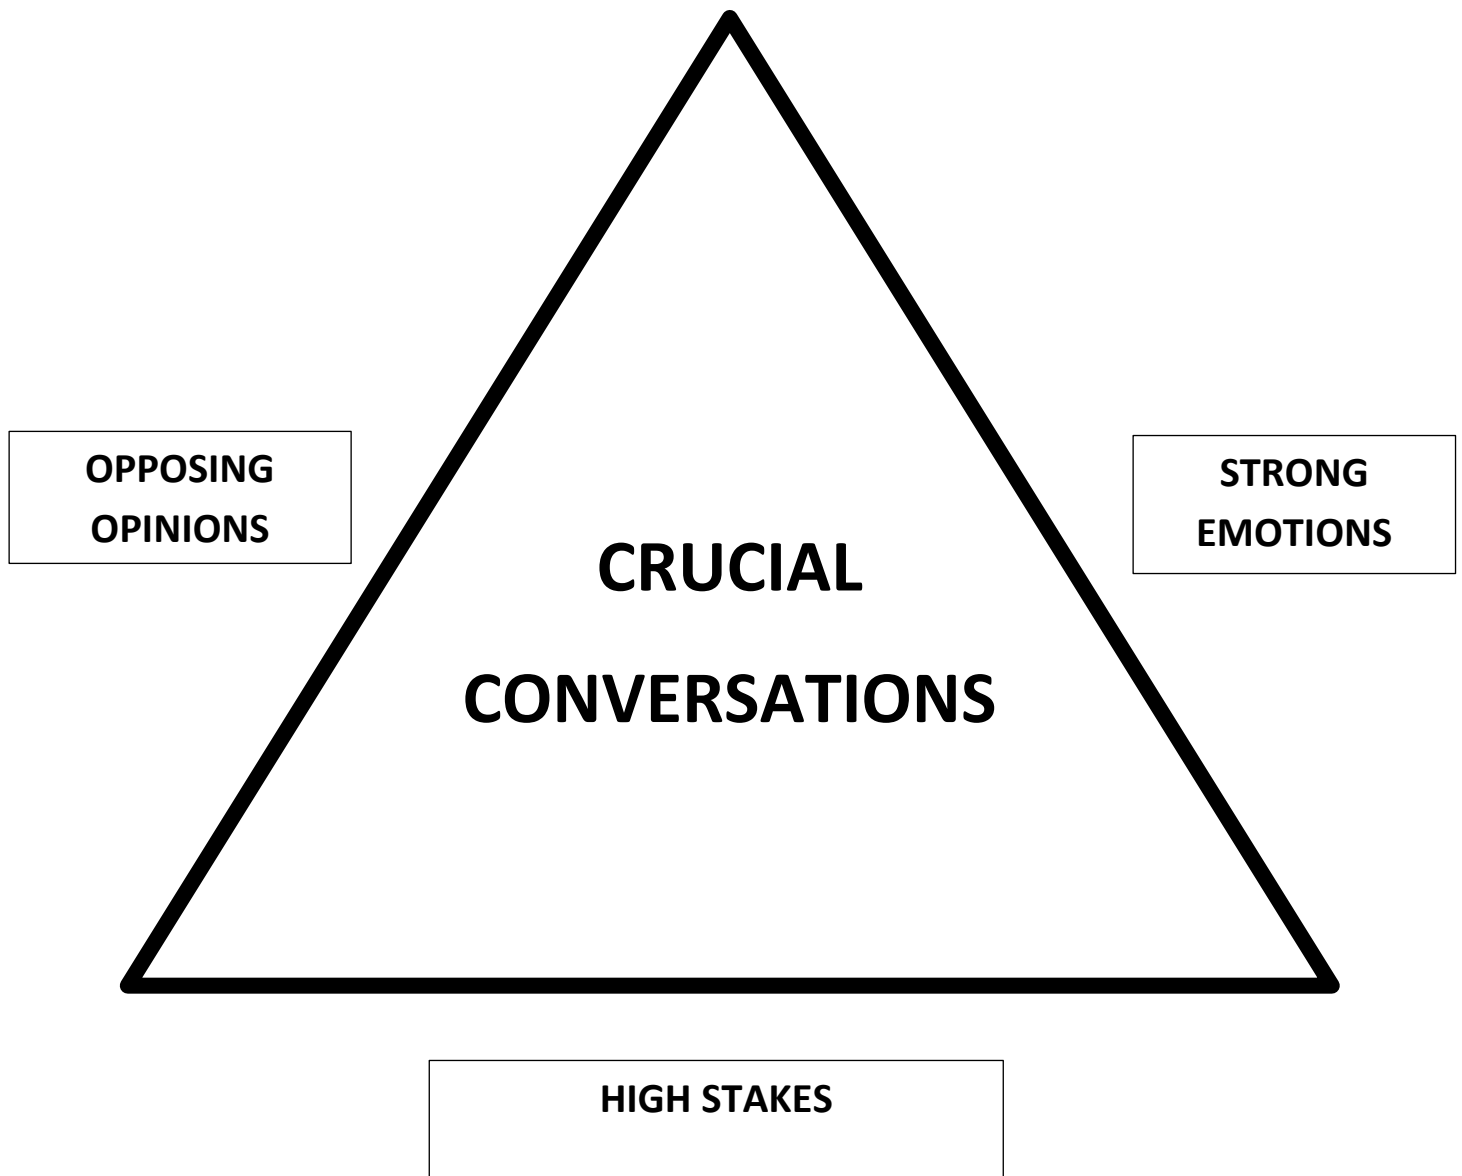 OPPOSING
OPINIONS
STRONG
EMOTIONS
CRUCIAL
CONVERSATIONS
HIGH STAKES